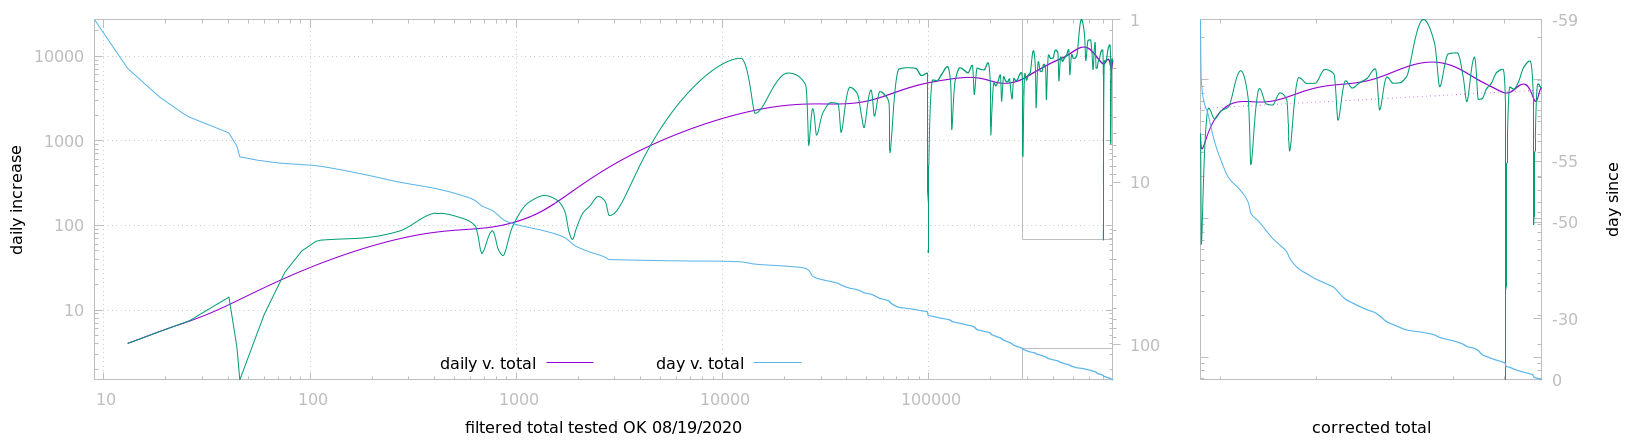 10000
1000
100
10
daily increase
daily v. total
day v. total
10
100
1000
10000
100000
filtered total tested OK 08/19/2020
1
10
100
-59
-55
-50
-30
0
day since
corrected total